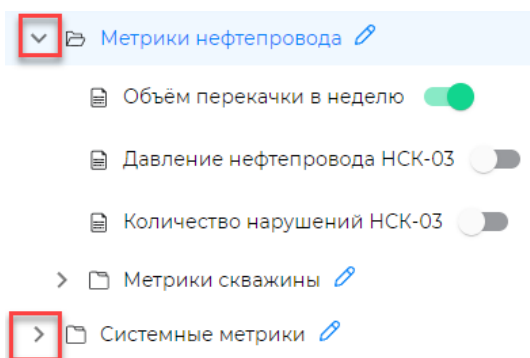 Метрики нефтепровода
Объём перекачки в неделю
Давление нефтепровода НСК-03
Количество нарушений НСК-03
Метрики скважины
Системные метрики